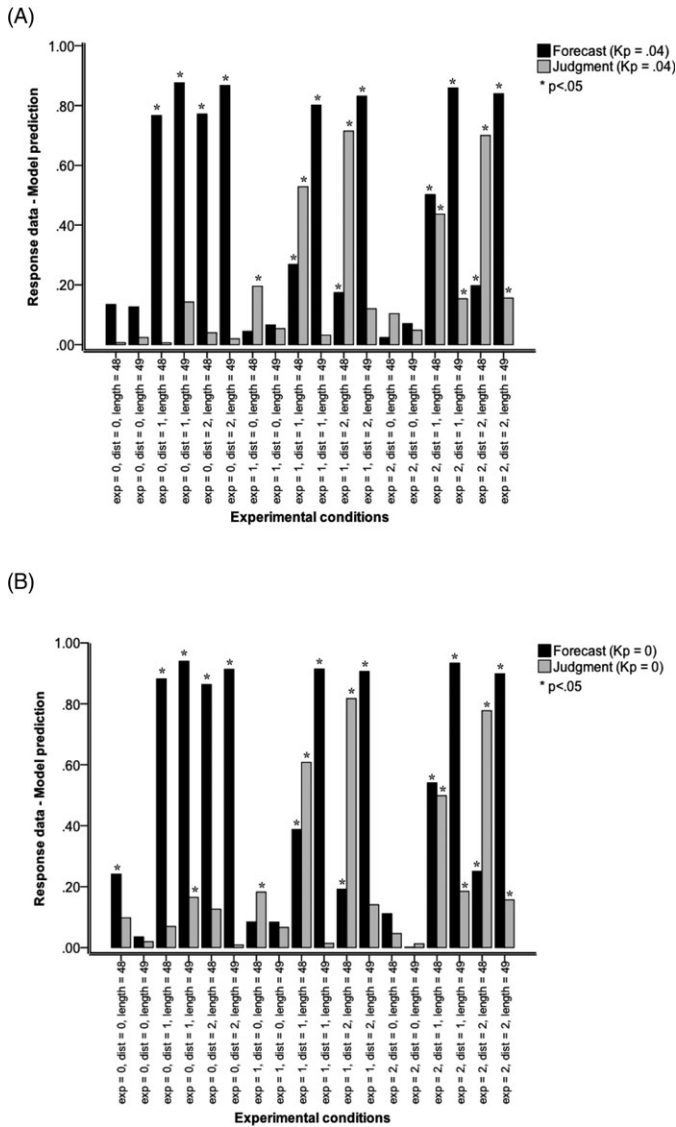 (A)
Forecast (Kp = .04)
Judgment (Kp = .04)
* p<.05
Response data - Model prediction
1.00
.80
.60
.40
.20
.00
* * * * * * * * * * * * * * * *
exp = 0, dist = 0, length = 48
exp = 0, dist = 0, length = 49
exp = 0, dist = 1, length = 48
exp = 0, dist = 1, length = 49
exp = 0, dist = 2, length = 48
exp = 0, dist = 2, length = 49
exp = 1, dist = 0, length = 48
exp = 1, dist = 0, length = 49
exp = 1, dist = 1, length = 48
exp = 1, dist = 1, length = 49
exp = 1, dist = 2, length = 48
exp = 1, dist = 2, length = 49
exp = 2, dist = 0, length = 48
exp = 2, dist = 0, length = 49
exp = 2, dist = 1, length = 48
exp = 2, dist = 1, length = 49
exp = 2, dist = 2, length = 48
exp = 2, dist = 2, length = 49
Experimental conditions
(B)
Forecast (Kp = 0)
Judgment (Kp = 0)
* p<.05
Response data - Model prediction
1.00
.80
.60
.40
.20
.00
* * * * * * * * * * * * * * * * * * *
exp = 0, dist = 0, length = 48
exp = 0, dist = 0, length = 49
exp = 0, dist = 1, length = 48
exp = 0, dist = 1, length = 49
exp = 0, dist = 2, length = 48
exp = 0, dist = 2, length = 49
exp = 1, dist = 0, length = 48
exp = 1, dist = 0, length = 49
exp = 1, dist = 1, length = 48
exp = 1, dist = 1, length = 49
exp = 1, dist = 2, length = 48
exp = 1, dist = 2, length = 49
exp = 2, dist = 0, length = 48
exp = 2, dist = 0, length = 49
exp = 2, dist = 1, length = 48
exp = 2, dist = 1, length = 49
exp = 2, dist = 2, length = 48
exp = 2, dist = 2, length = 49
Experimental conditions